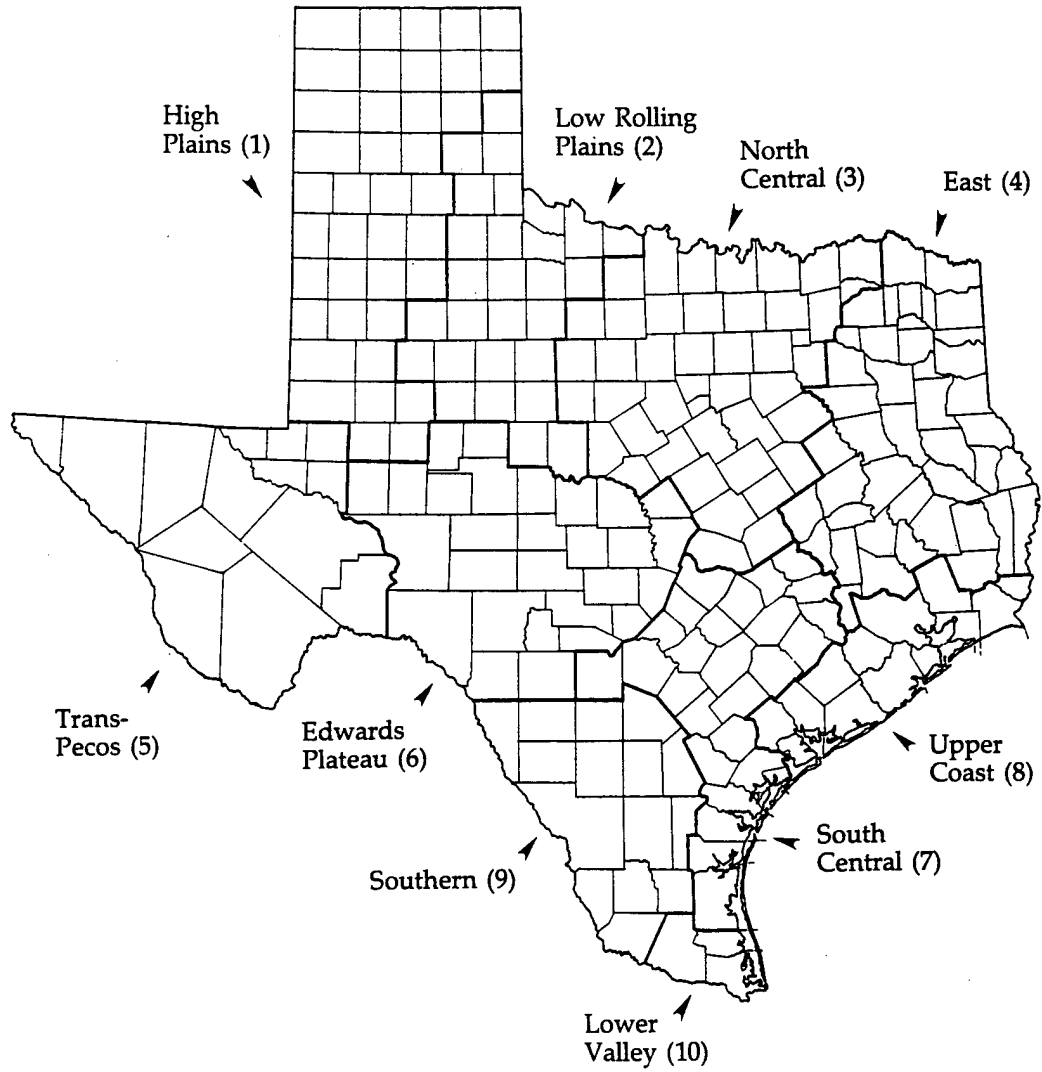 High
Plains (1)
Low Rolling
Plains (2)
North
Central (3)
East (4)
Trans-
Pecos (5)
Edwards
Plateau (6)
Upper
Coast (8)
South
Central (7)
Southern (9)
Lower
Valley (10)